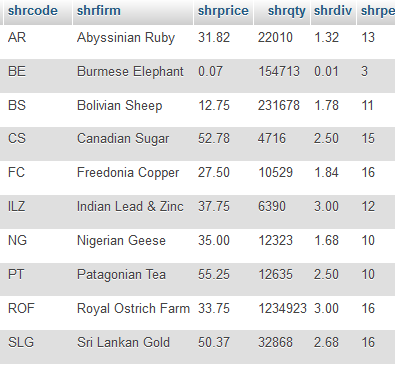 shrcode shrfirm shrprice shrqty shrdiv shrpe
AR Abyssinian Ruby 31.82 22010 1.32 13
BE Burmese Elephant 0.07 154713 0.01 3
BS Bolivian Sheep 12.75 231678 1.78 11
CS Canadian Sugar 52.78 4716 2.50 15
FC Freedonia Copper 27.50 10529 1.84 16
ILZ Indian Lead & Zinc 37.75 6390 3.00 12
NG Nigerian Geese 35.00 12323 1.68 10
PT Patagonian Tea 55.25 12635 2.50 10
ROF Royal Ostrich Farm 33.75 1234923 3.00 16
SLG Sri Lankan Gold 50.37 32868 2.68 16